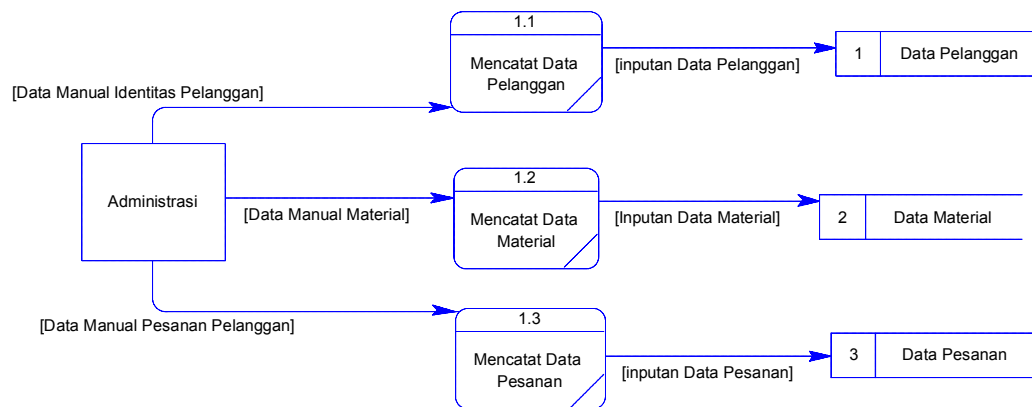 1.1
Mencatat Data
Pelanggan
[inputan Data Pelanggan]
1
Data Pelanggan
[Data Manual Identitas Pelanggan]
Administrasi
[Data Manual Material]
1.2
Mencatat Data
Material
[Inputan Data Material]
2
Data Material
[Data Manual Pesanan Pelanggan]
1.3
Mencatat Data
Pesanan
[inputan Data Pesanan]
3
Data Pesanan